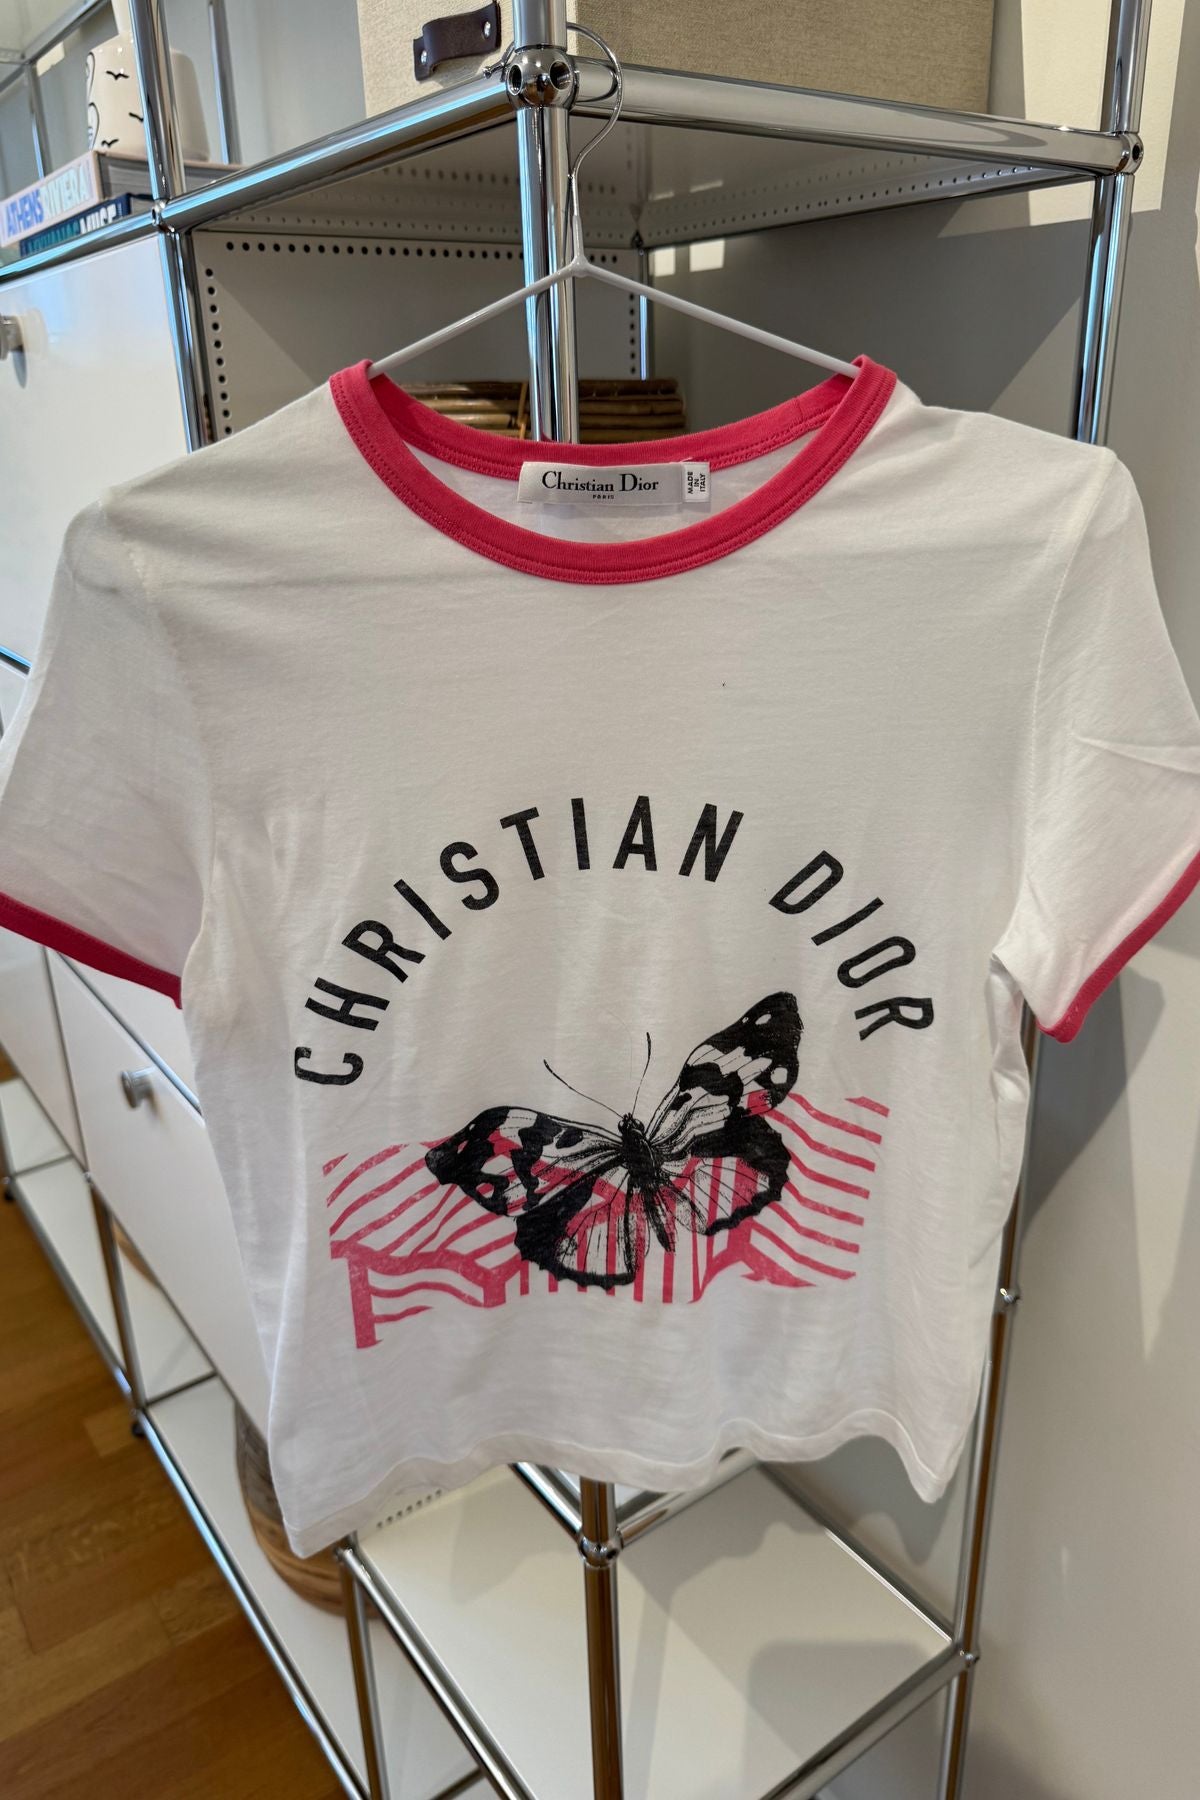 ATHENS RIVIERA
Christian Dior
PARIS
MADE
IN
ITALY
CHRISTIAN DIOR